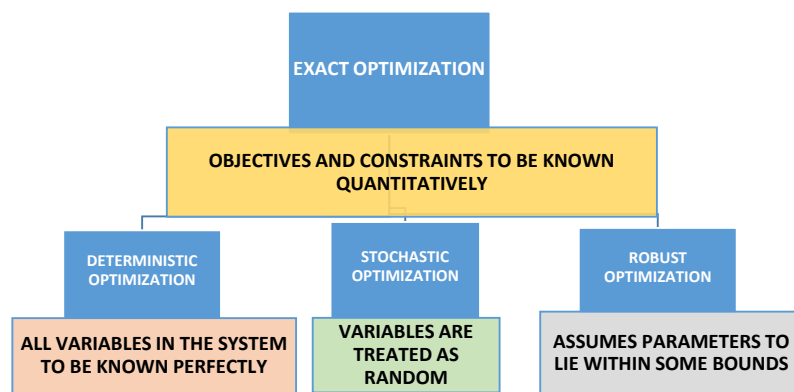 EXACT OPTIMIZATION
OBJECTIVES AND CONSTRAINTS TO BE KNOWN
QUANTITATIVELY
DETERMINISTIC
OPTIMIZATION
ALL VARIABLES IN THE SYSTEM
TO BE KNOWN PERFECTLY
STOCHASTIC
OPTIMIZATION
VARIABLES ARE
TREATED AS
RANDOM
ROBUST
OPTIMIZATION
ASSUMES PARAMETERS TO
LIE WITHIN SOME BOUNDS